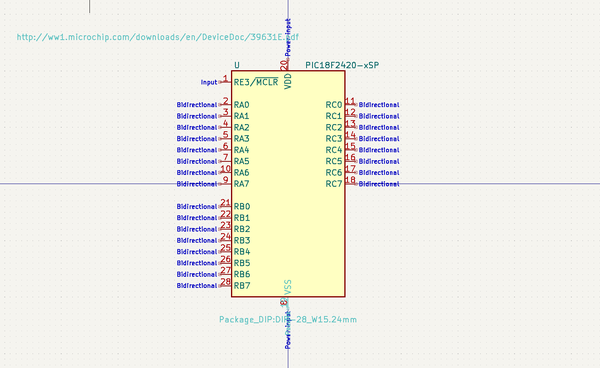 Power Input
http://ww1.microchip.com/downloads/en/DeviceDoc/39631E.pdf
20
U PIC18F2420-xSP
Input 1 RE3/MCLR VDD
Bidirectional 2 RA0 RC0 11 Bidirectional
Bidirectional 3 RA1 RC1 12 Bidirectional
Bidirectional 4 RA2 RC2 13 Bidirectional
Bidirectional 5 RA3 RC3 14 Bidirectional
Bidirectional 6 RA4 RC4 15 Bidirectional
Bidirectional 7 RA5 RC5 16 Bidirectional
Bidirectional 10 RA6 RC6 17 Bidirectional
Bidirectional 9 RA7 RC7 18 Bidirectional
Bidirectional 21 RB0
Bidirectional 22 RB1
Bidirectional 23 RB2
Bidirectional 24 RB3
Bidirectional 25 RB4
Bidirectional 26 RB5
Bidirectional 27 RB6
Bidirectional 28 RB7
VSS
8
Package_DIP:DIP-28_W15.24mm
Power Input